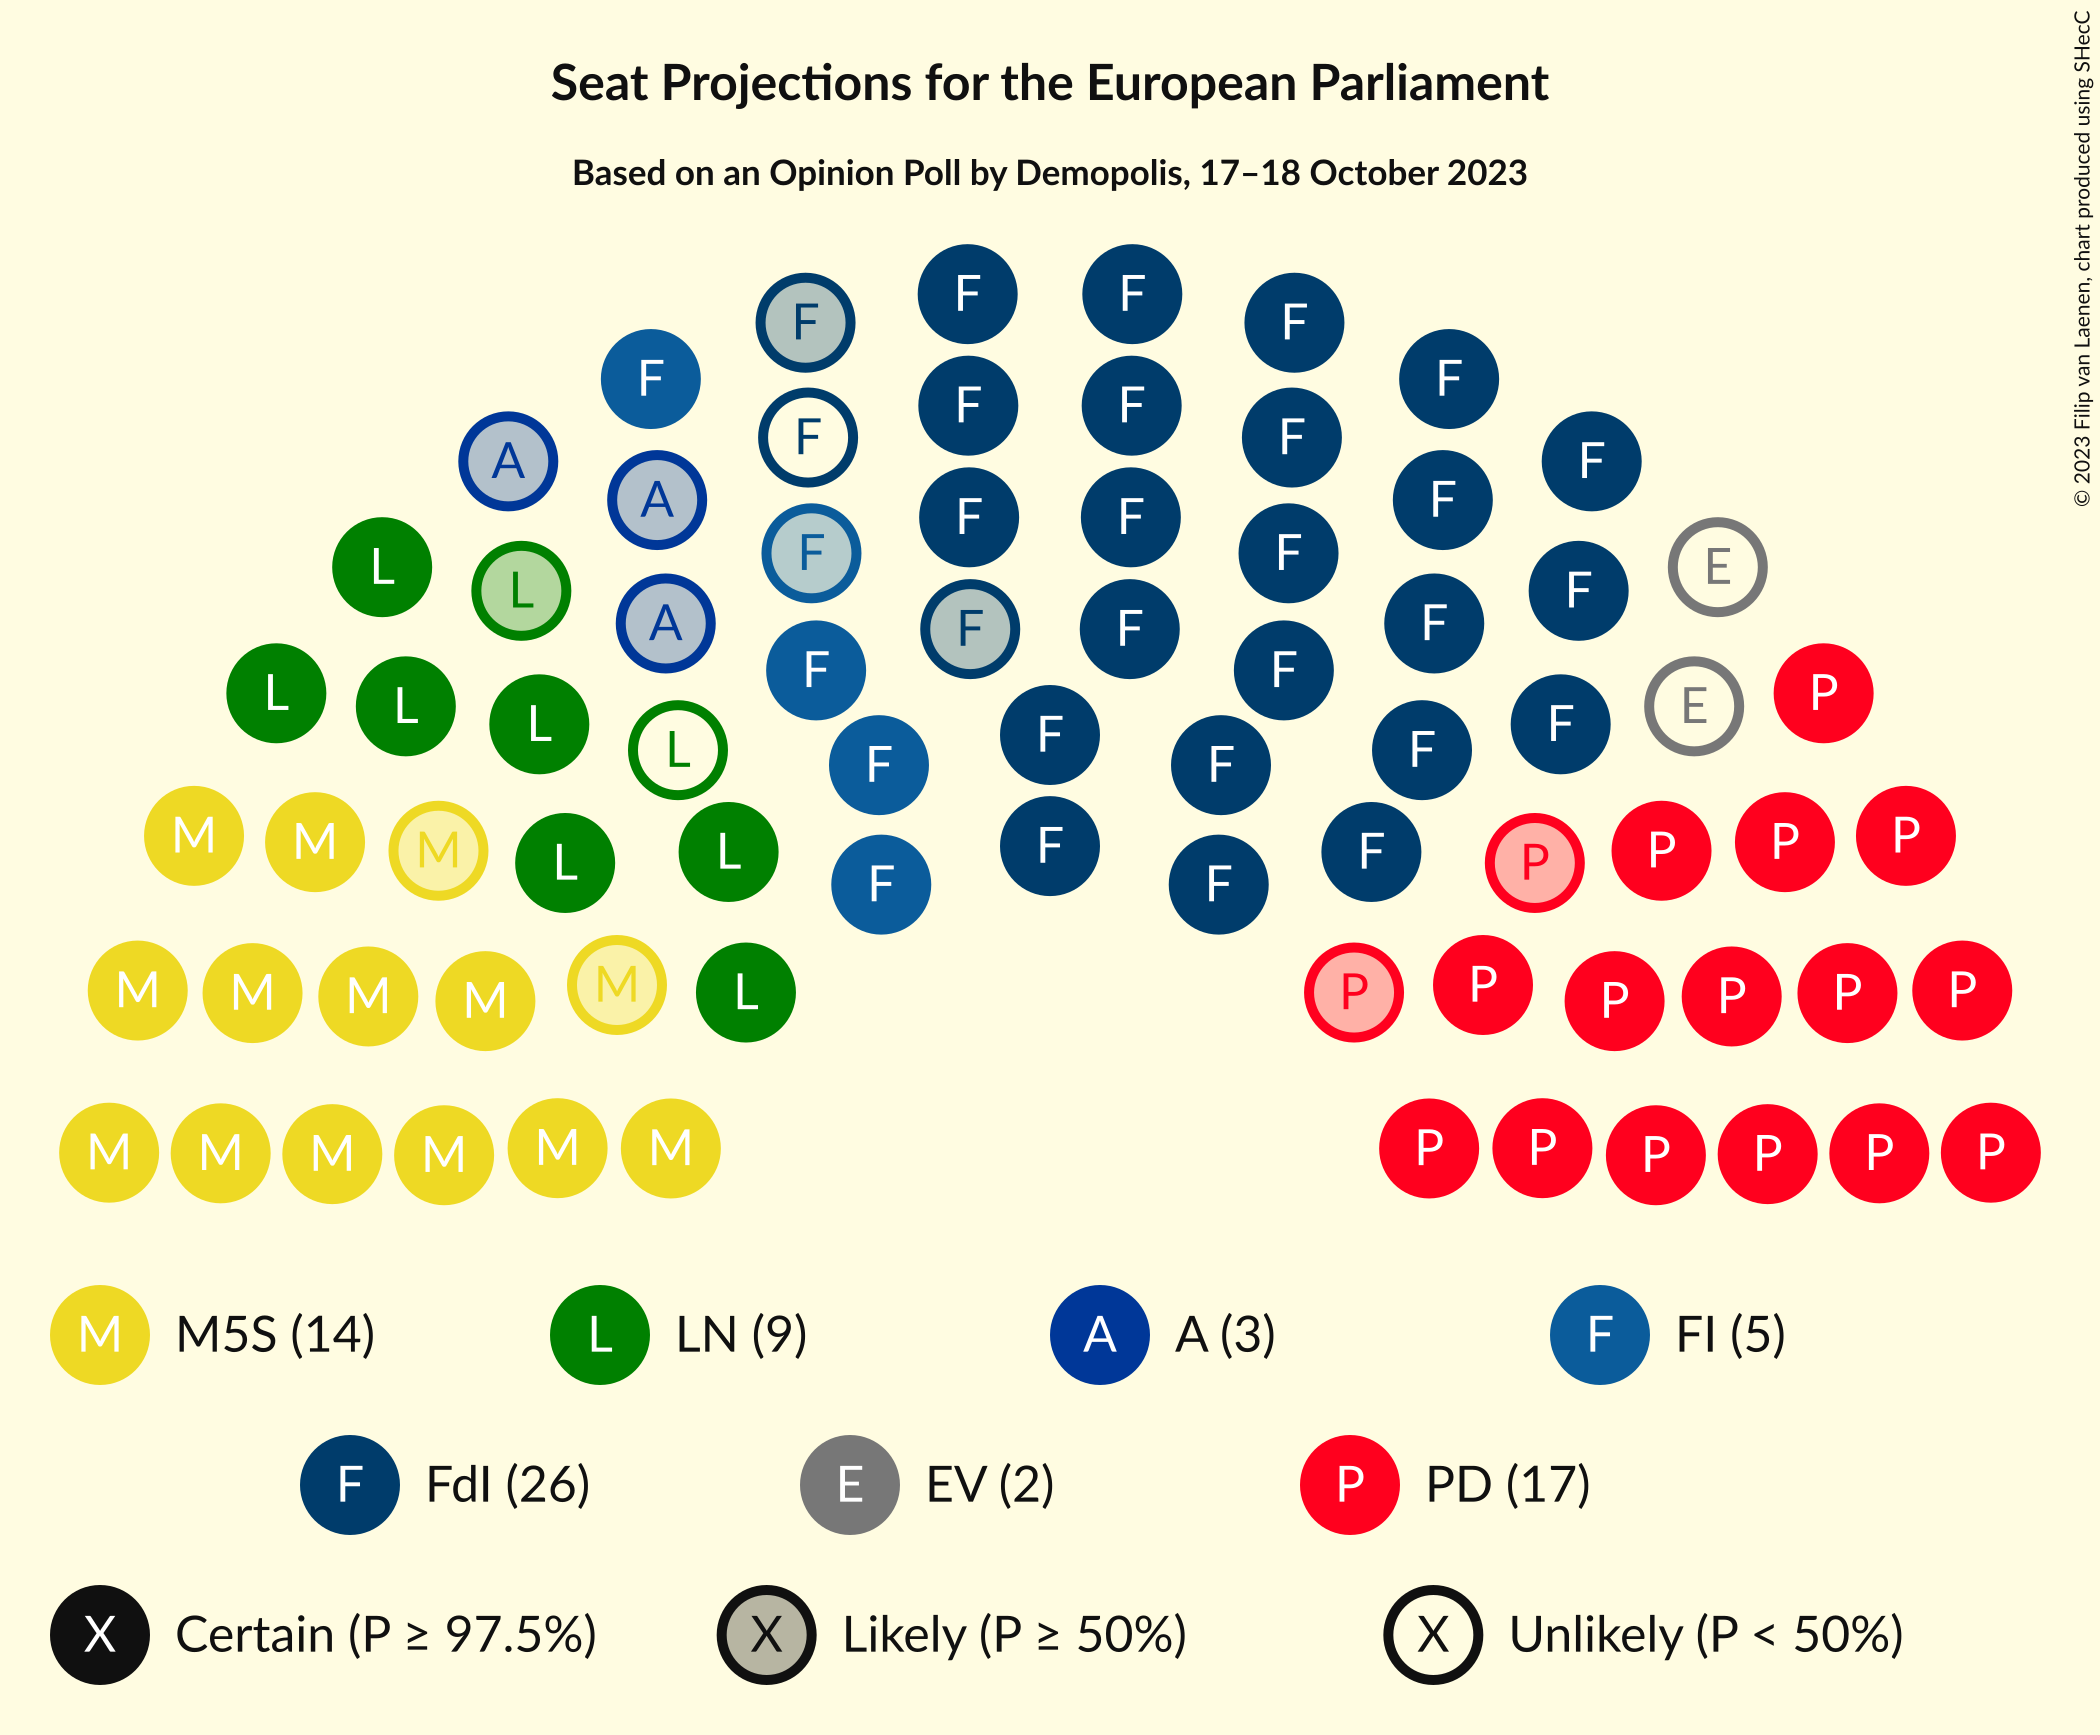 Seat Projections for the European Parliament
Based on an Opinion Poll by Demopolis, 17–18 October 2023
© 2023 Filip van Laenen, chart produced using SHecC
F F F F
F F
F F F F
A F
A F F
F F F F
L L E
A F F
F F F F
L L L E P
L F F
F F F
M M M L L P P P
F F F F
M M M M M L P P P P P P
M M M M M M P P P P P P
M M5S (14) L LN (9) A A (3) F FI (5)
F FdI (26) E EV (2) P PD (17)
X Certain (P ≥ 97.5%) X Likely (P ≥ 50%) X Unlikely (P < 50%)